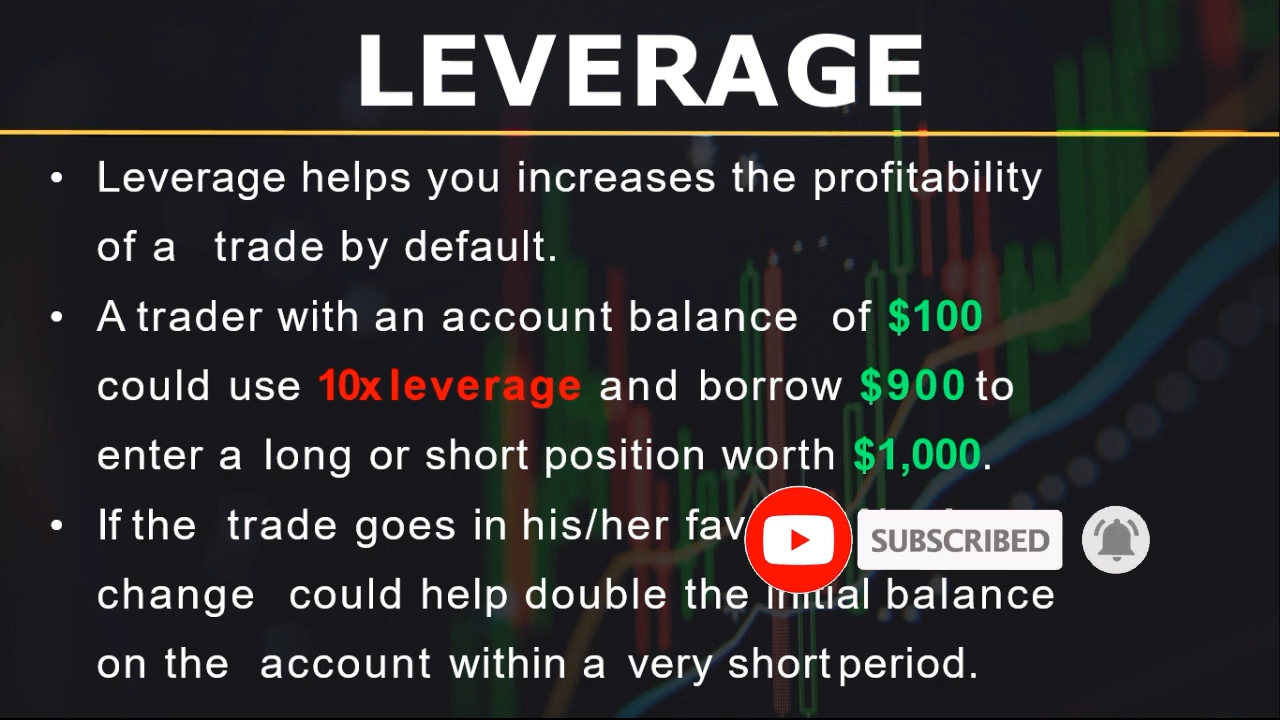 LEVERAGE
• Leverage helps you increases the profitability
of a trade by default.
• A trader with an account balance of $100
could use 10x leverage and borrow $900 to
enter a long or short position worth $1,000.
• If the trade goes in his/her
SUBSCRIBED
change could help double the initial balance
on the account within a very short period.